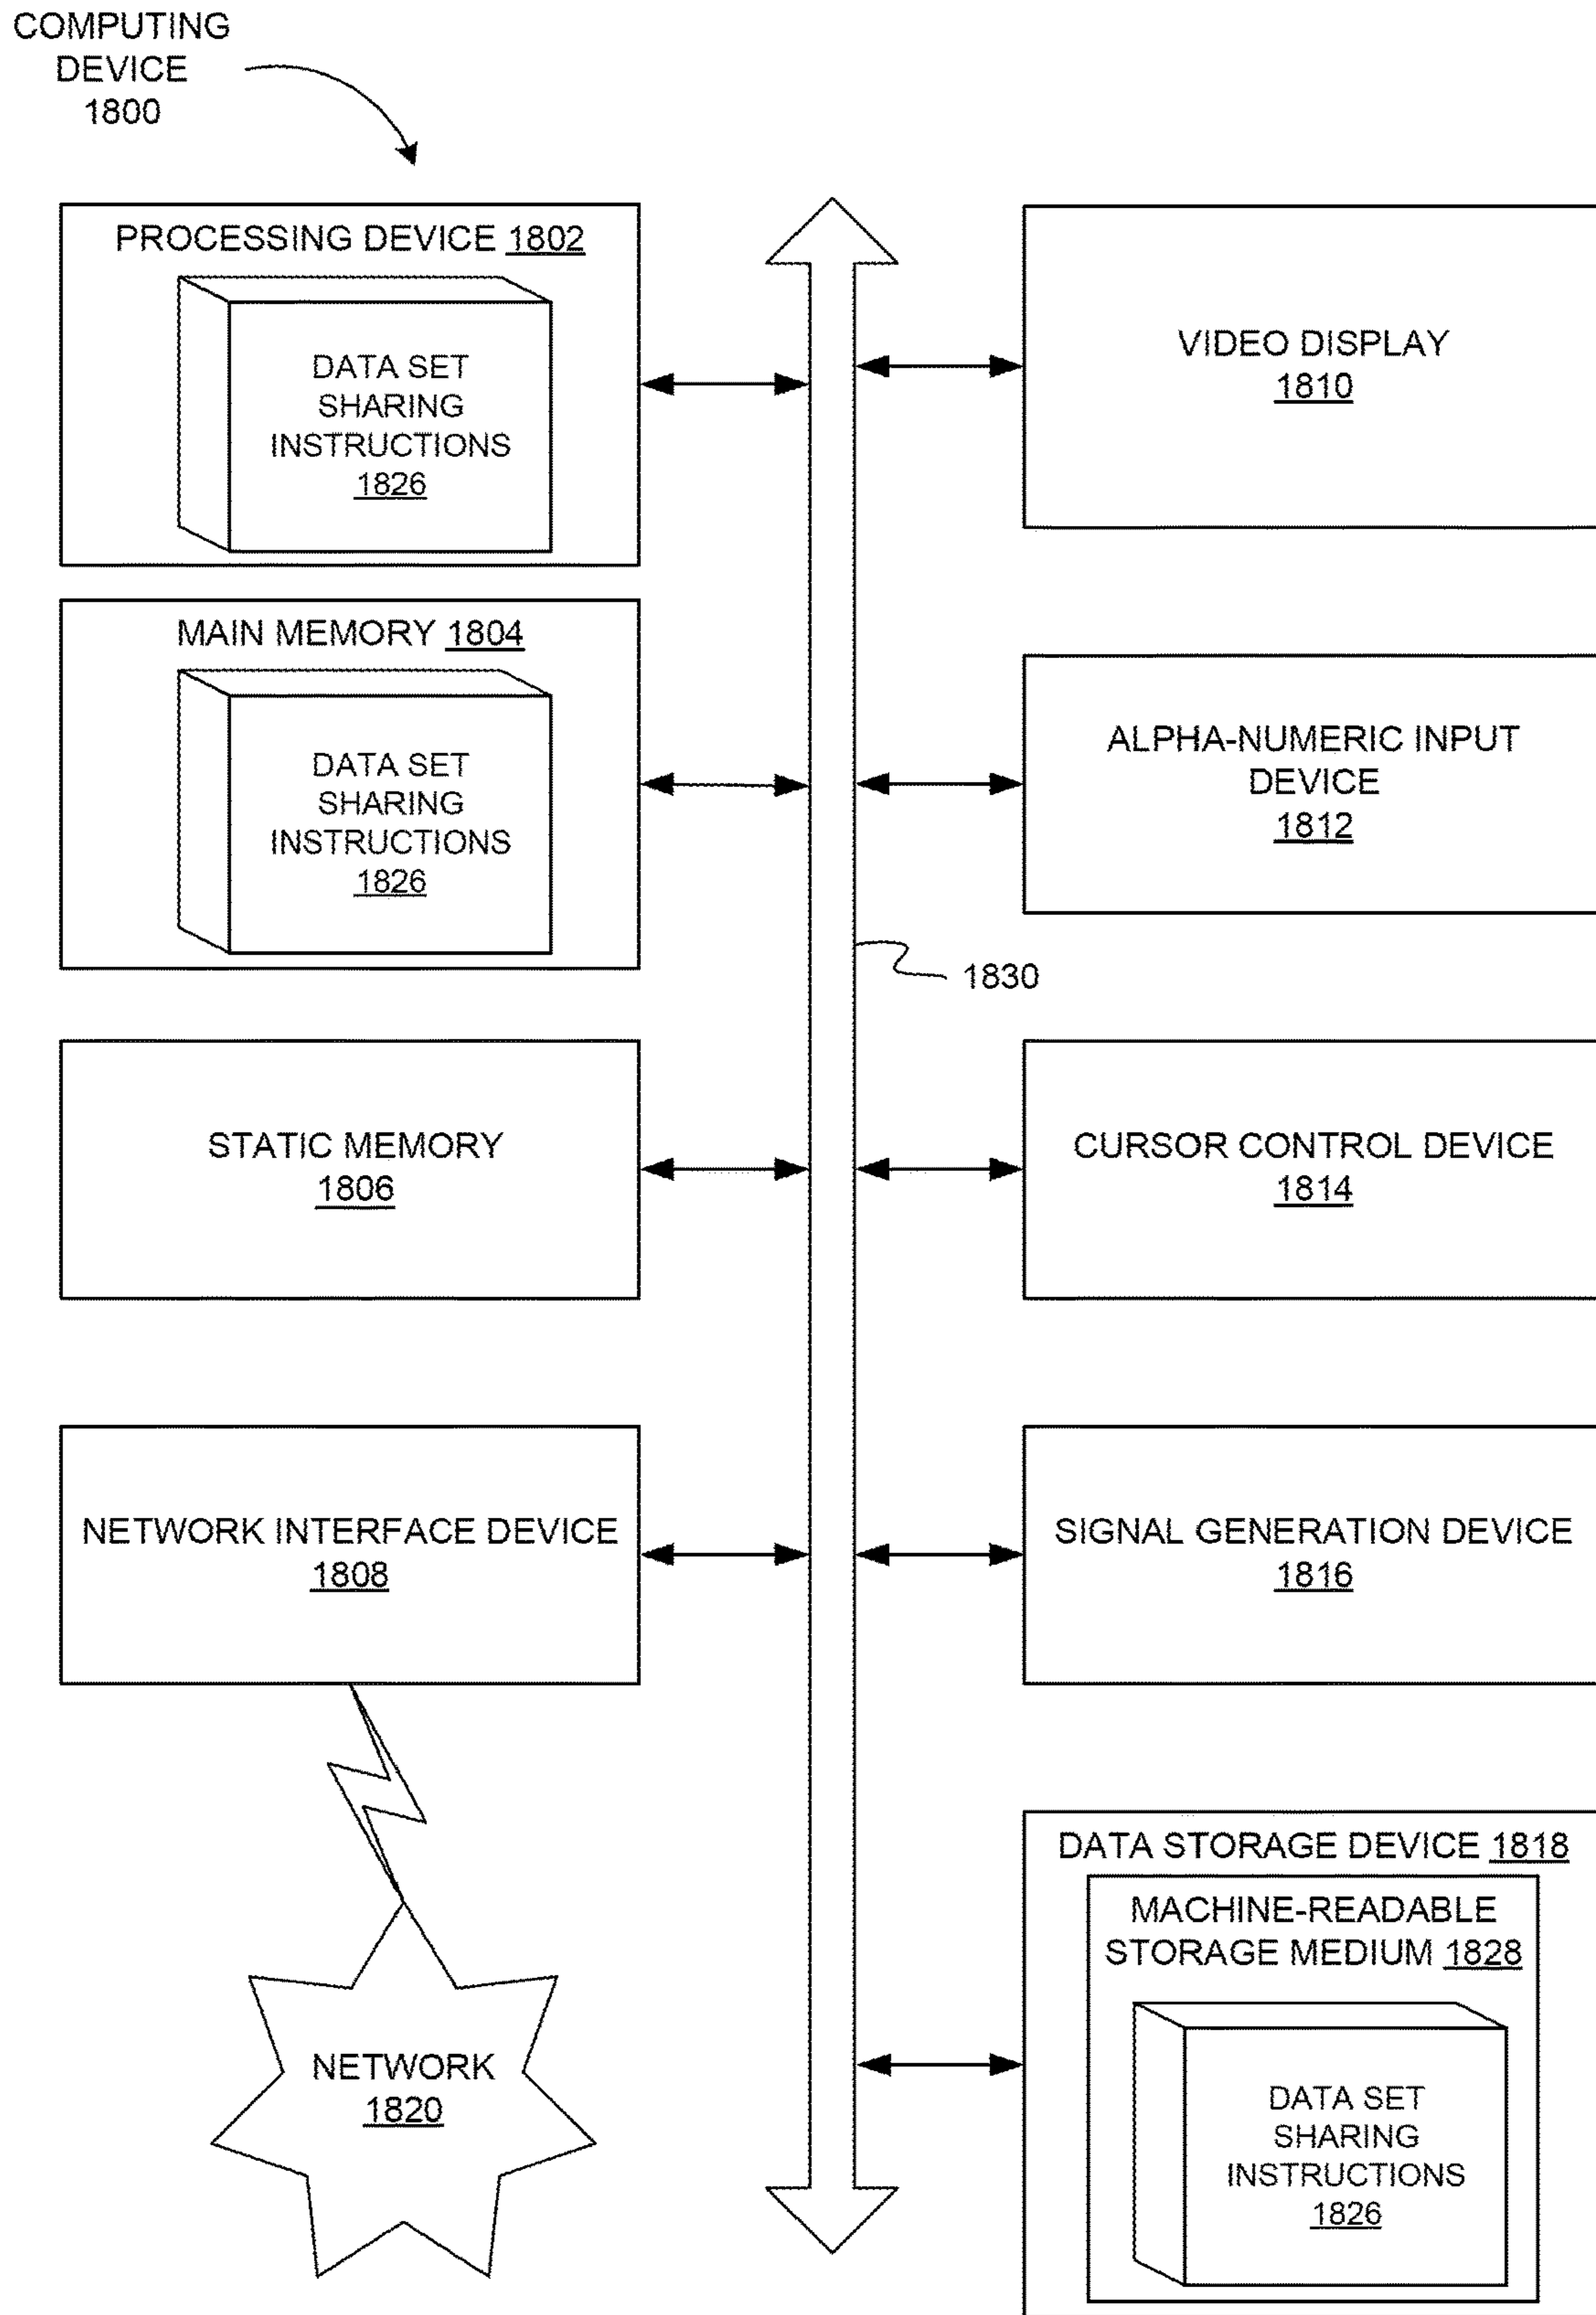 COMPUTING
DEVICE
1800
PROCESSING DEVICE 1802
DATA SET
SHARING
INSTRUCTIONS
1826
MAIN MEMORY 1804
DATA SET
SHARING
INSTRUCTIONS
1826
STATIC MEMORY
1806
NETWORK INTERFACE DEVICE
1808
NETWORK
1820
1830
VIDEO DISPLAY
1810
ALPHA-NUMERIC INPUT
DEVICE
1812
CURSOR CONTROL DEVICE
1814
SIGNAL GENERATION DEVICE
1816
DATA STORAGE DEVICE 1818
MACHINE-READABLE
STORAGE MEDIUM 1828
DATA SET
SHARING
INSTRUCTIONS
1826